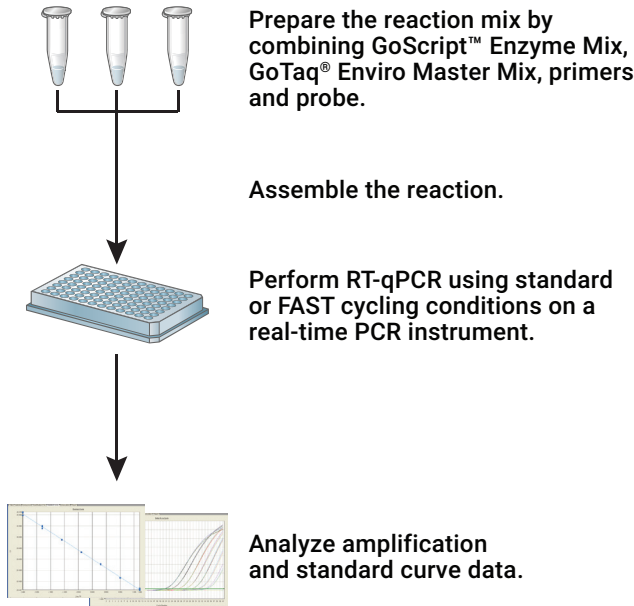 Prepare the reaction mix by
combining GoScript™ Enzyme Mix,
GoTaq® Enviro Master Mix, primers
and probe.
Assemble the reaction.
Perform RT-qPCR using standard
or FAST cycling conditions on a
real-time PCR instrument.
Analyze amplification
and standard curve data.